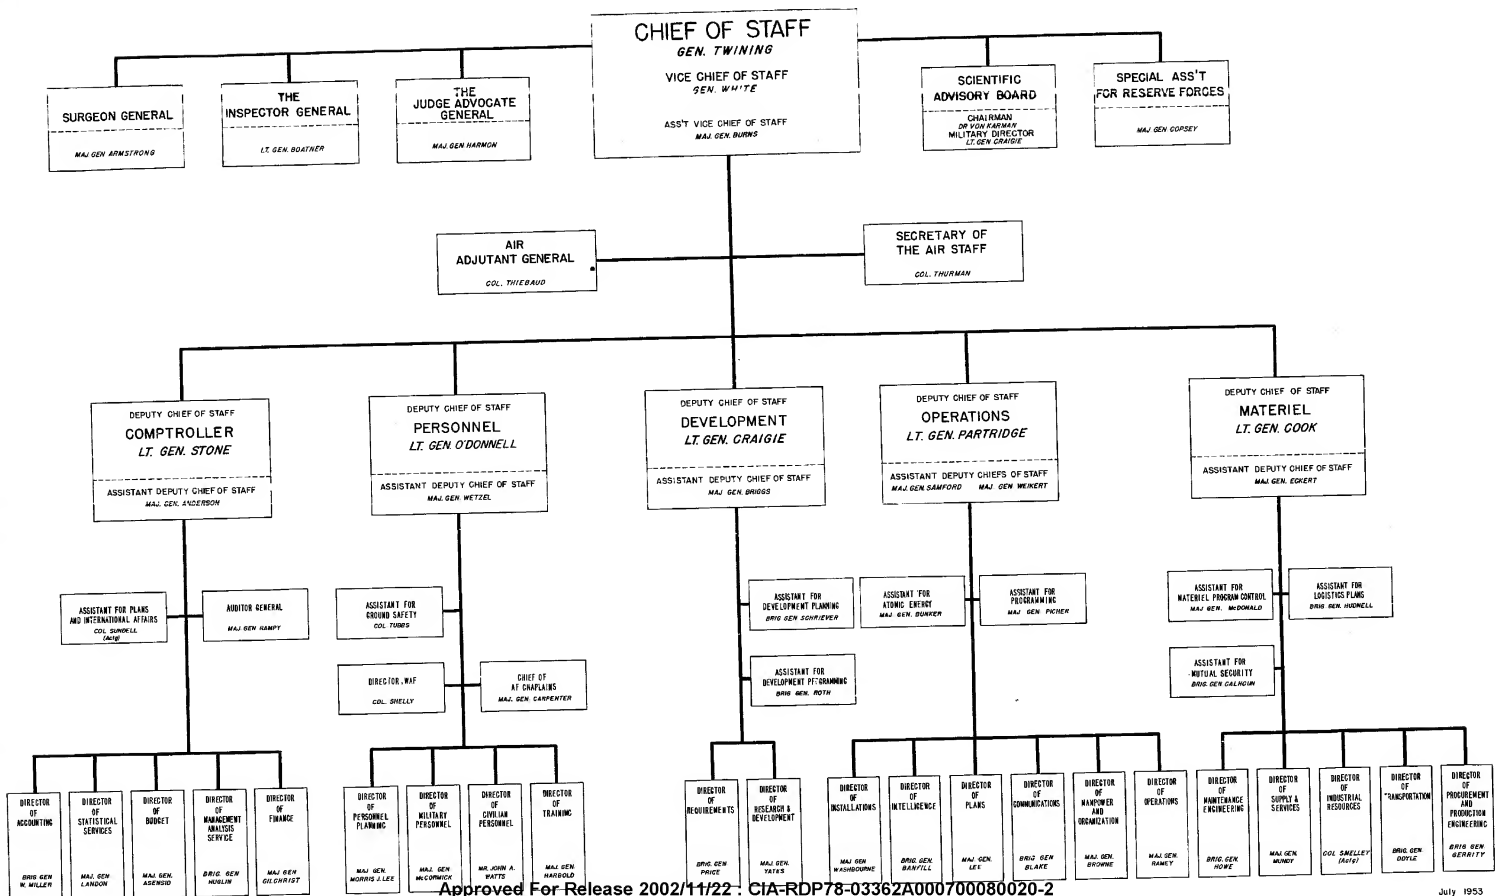 CHIEF OF STAFF
GEN. TWINING
VICE CHIEF OF STAFF
GEN. WHITE
ASS'T VICE CHIEF OF STAFF
MAJ. GEN. BURNS
SURGEON GENERAL
MAJ. GEN ARMSTRONG
THE
INSPECTOR GENERAL
LT. GEN. BOATNER
THE
JUDGE ADVOCATE
GENERAL
MAJ. GEN HARMON
SCIENTIFIC
ADVISORY BOARD
CHAIRMAN
DR VON KARMAN
MILITARY DIRECTOR
LT. GEN CRAIGIE
SPECIAL ASS'T
FOR RESERVE FORCES
MAJ GEN COPSEY
AIR
ADJUTANT GENERAL
COL. THIEBAUD
SECRETARY OF
THE AIR STAFF
COL. THURMAN
DEPUTY CHIEF OF STAFF
COMPTROLLER
LT. GEN. STONE
ASSISTANT DEPUTY CHIEF OF STAFF
MAJ. GEN. ANDERSON
DEPUTY CHIEF OF STAFF
PERSONNEL
LT. GEN. O'DONNELL
ASSISTANT DEPUTY CHIEF OF STAFF
MAJ. GEN. WETZEL
DEPUTY CHIEF OF STAFF
DEVELOPMENT
LT. GEN. CRAIGIE
ASSISTANT DEPUTY CHIEF OF STAFF
MAJ. GEN. BRIGGS
DEPUTY CHIEF OF STAFF
OPERATIONS
LT. GEN. PARTRIDGE
ASSISTANT DEPUTY CHIEFS OF STAFF
MAJ. GEN. SAMFORD MAJ. GEN WEIKERT
DEPUTY CHIEF OF STAFF
MATERIEL
LT. GEN. COOK
ASSISTANT DEPUTY CHIEF OF STAFF
MAJ. GEN. ECKERT
ASSISTANT FOR PLANS
AND INTERNATIONAL AFFAIRS
COL SUNDELL
(Actg)
AUDITOR GENERAL
MAJ. GEN RAMPY
ASSISTANT FOR
GROUND SAFETY
COL TUBBS
DIRECTOR, WAF
COL. SHELLY
CHIEF OF
AF CHAPLAINS
MAJ. GEN. CARPENTER
ASSISTANT FOR
DEVELOPMENT PLANNING
BRIG GEN SCHRIEVER
ASSISTANT FOR
DEVELOPMENT PROGRAMMING
BRIG GEN. ROTH
ASSISTANT FOR
ATOMIC ENERGY
MAJ GEN. BUNKER
ASSISTANT FOR
PROGRAMMING
MAJ GEN. PICHER
ASSISTANT FOR
MATERIEL PROGRAM CONTROL
MAJ GEN. McDONALD
ASSISTANT FOR
LOGISTICS PLANS
BRIG GEN. HUDNELL
ASSISTANT FOR
MUTUAL SECURITY
BRIG. GEN CALHOUN
DIRECTOR
OF
ACCOUNTING
BRIG GEN
W. MILLER
DIRECTOR
OF
STATISTICAL
SERVICES
MAJ. GEN.
LANDON
DIRECTOR
OF
BUDGET
MAJ. GEN.
ASENSIO
DIRECTOR
OF
MANAGEMENT
ANALYSIS
SERVICE
BRIG. GEN
HUGLIN
DIRECTOR
OF
FINANCE
MAJ GEN
GILCHRIST
DIRECTOR
OF
PERSONNEL
PLANNING
MAJ GEN.
MORRIS J. LEE
DIRECTOR
OF
MILITARY
PERSONNEL
MAJ. GEN
McCORMICK
DIRECTOR
OF
CIVILIAN
PERSONNEL
MR. JOHN A.
WATTS
DIRECTOR
OF
TRAINING
MAJ. GEN.
HARBOLD
DIRECTOR
OF
REQUIREMENTS
BRIG. GEN
PRICE
DIRECTOR
OF
RESEARCH &
DEVELOPMENT
MAJ GEN.
YATES
DIRECTOR
OF
INSTALLATIONS
MAJ GEN
WASHBOURNE
DIRECTOR
OF
INTELLIGENCE
BRIG. GEN.
BANFILL
DIRECTOR
OF
PLANS
MAJ. GEN.
LEE
DIRECTOR
OF
COMMUNICATIONS
BRIG GEN
BLAKE
DIRECTOR
OF
MANPOWER
AND
ORGANIZATION
MAJ. GEN.
BROWNE
DIRECTOR
OF
OPERATIONS
MAJ. GEN.
RAMEY
DIRECTOR
OF
MAINTENANCE
ENGINEERING
BRIG. GEN.
HOWE
DIRECTOR
OF
SUPPLY &
SERVICES
MAJ. GEN.
MUNDY
DIRECTOR
OF
INDUSTRIAL
RESOURCES
COL SMELLEY
(Actg)
DIRECTOR
OF
TRANSPORTATION
BRIG. GEN.
DOYLE
DIRECTOR
OF
PROCUREMENT
AND
PRODUCTION
ENGINEERING
BRIG GEN.
GERRITY
Approved For Release 2002/11/22 : CIA-RDP78-03362A000700080020-2
July 1953